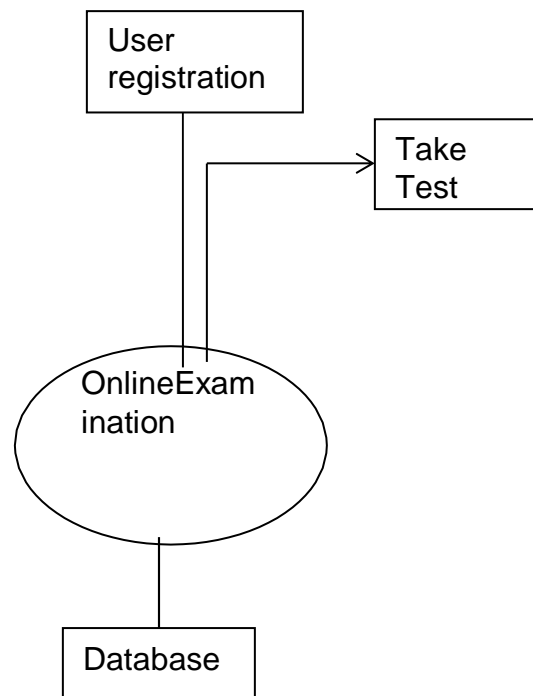 User
registration
Take
Test
OnlineExam
ination
Database